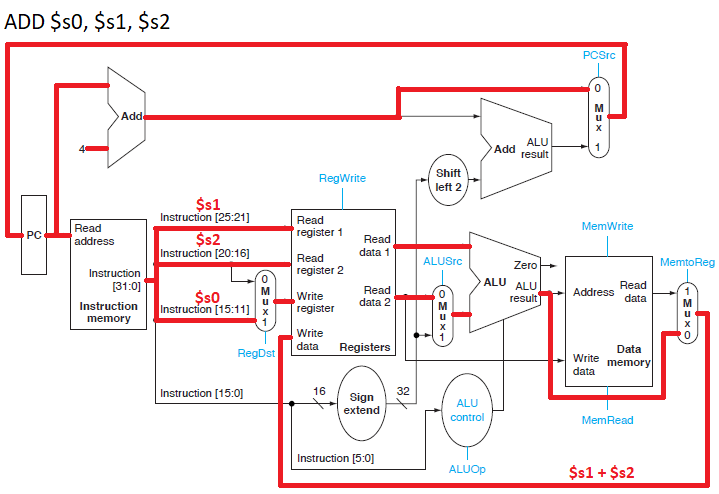 ADD $s0, $s1, $s2
PCSrc
0
M
u
x
1
Add
4
Add
ALU
result
Shift
left 2
RegWrite
$s1
Instruction [25:21]
$s2
Instruction [20:16]
$s0
Instruction [15:11]
PC
Read
address
Instruction
[31:0]
Instruction
memory
0
M
u
x
1
RegDst
Read
register 1
Read
register 2
Write
register
Write
data
Registers
Read
data 1
Read
data 2
ALUSrc
0
M
u
x
1
Zero
ALU
ALU
result
MemWrite
Address
Read
data
Write
data
Data
memory
MemRead
MemtoReg
1
M
u
x
0
Instruction [15:0]
16
Sign
extend
32
ALU
control
ALUOp
Instruction [5:0]
$s1 + $s2